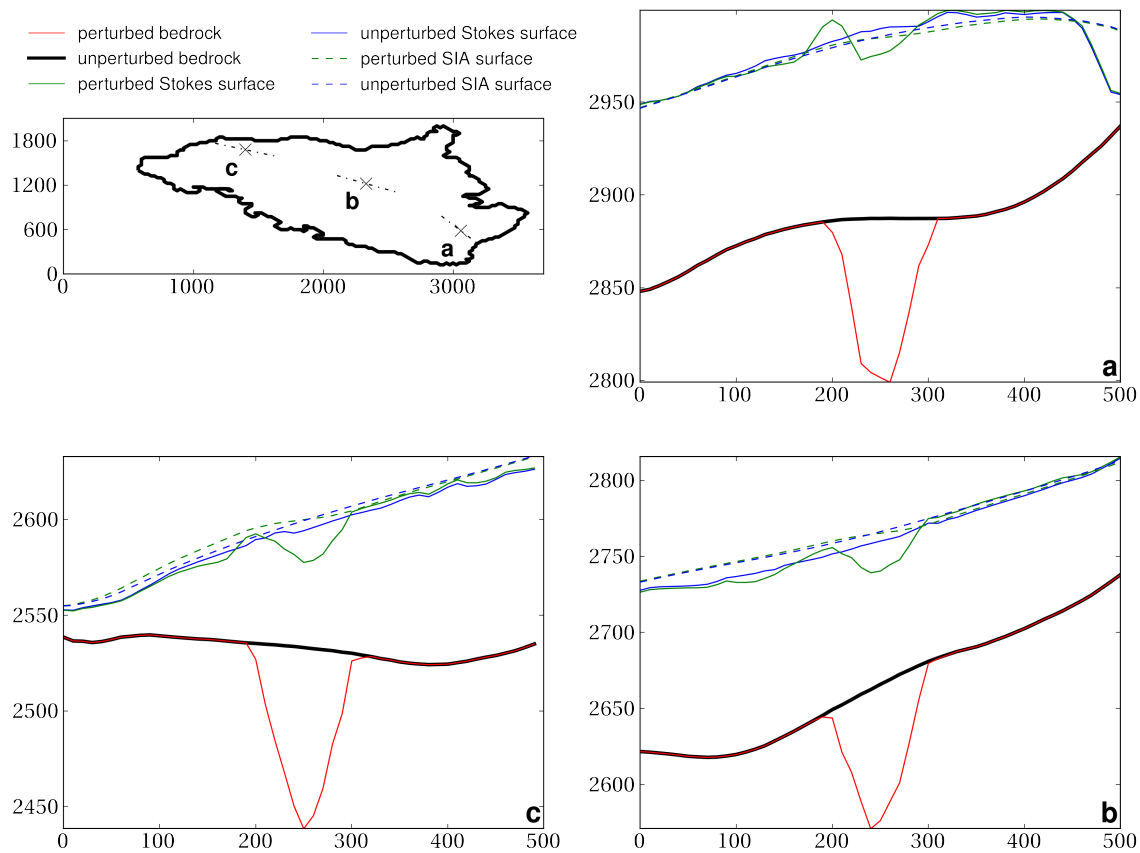 perturbed bedrock
unperturbed bedrock
perturbed Stokes surface
unperturbed Stokes surface
perturbed SIA surface
unperturbed SIA surface
1800
1200
600
0
0 1000 2000 3000
c
b
a
2950
2900
2850
2800
0 100 200 300 400 500
a
2600
2550
2500
2450
0 100 200 300 400 500
c
2800
2750
2700
2650
2600
0 100 200 300 400 500
b